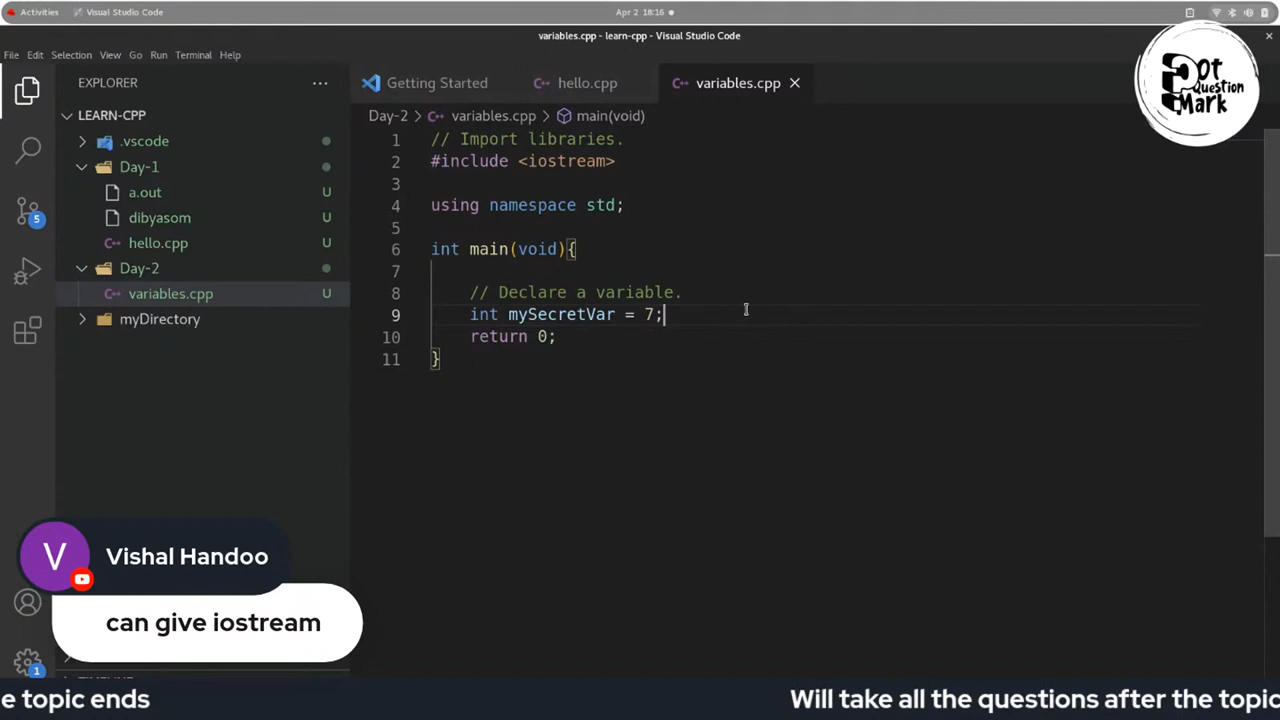 Activities
Visual Studio Code
Apr 2 18:16
variables.cpp - learn-cpp - Visual Studio Code
File Edit Selection View Go Run Terminal Help
Dot
Question
Mark
EXPLORER
Getting Started
hello.cpp
variables.cpp
LEARN-CPP
.vscode
Day-1
a.out U
dibyasom U
hello.cpp U
Day-2
variables.cpp U
myDirectory
5
1
Day-2 > variables.cpp > main(void)
1 // Import libraries.
2 #include <iostream>
3
4 using namespace std;
5
6 int main(void){
7
8 // Declare a variable.
9 int mySecretVar = 7;
10 return 0;
11 }
V
Vishal Handoo
can give iostream
e topic ends
Will take all the questions after the topic